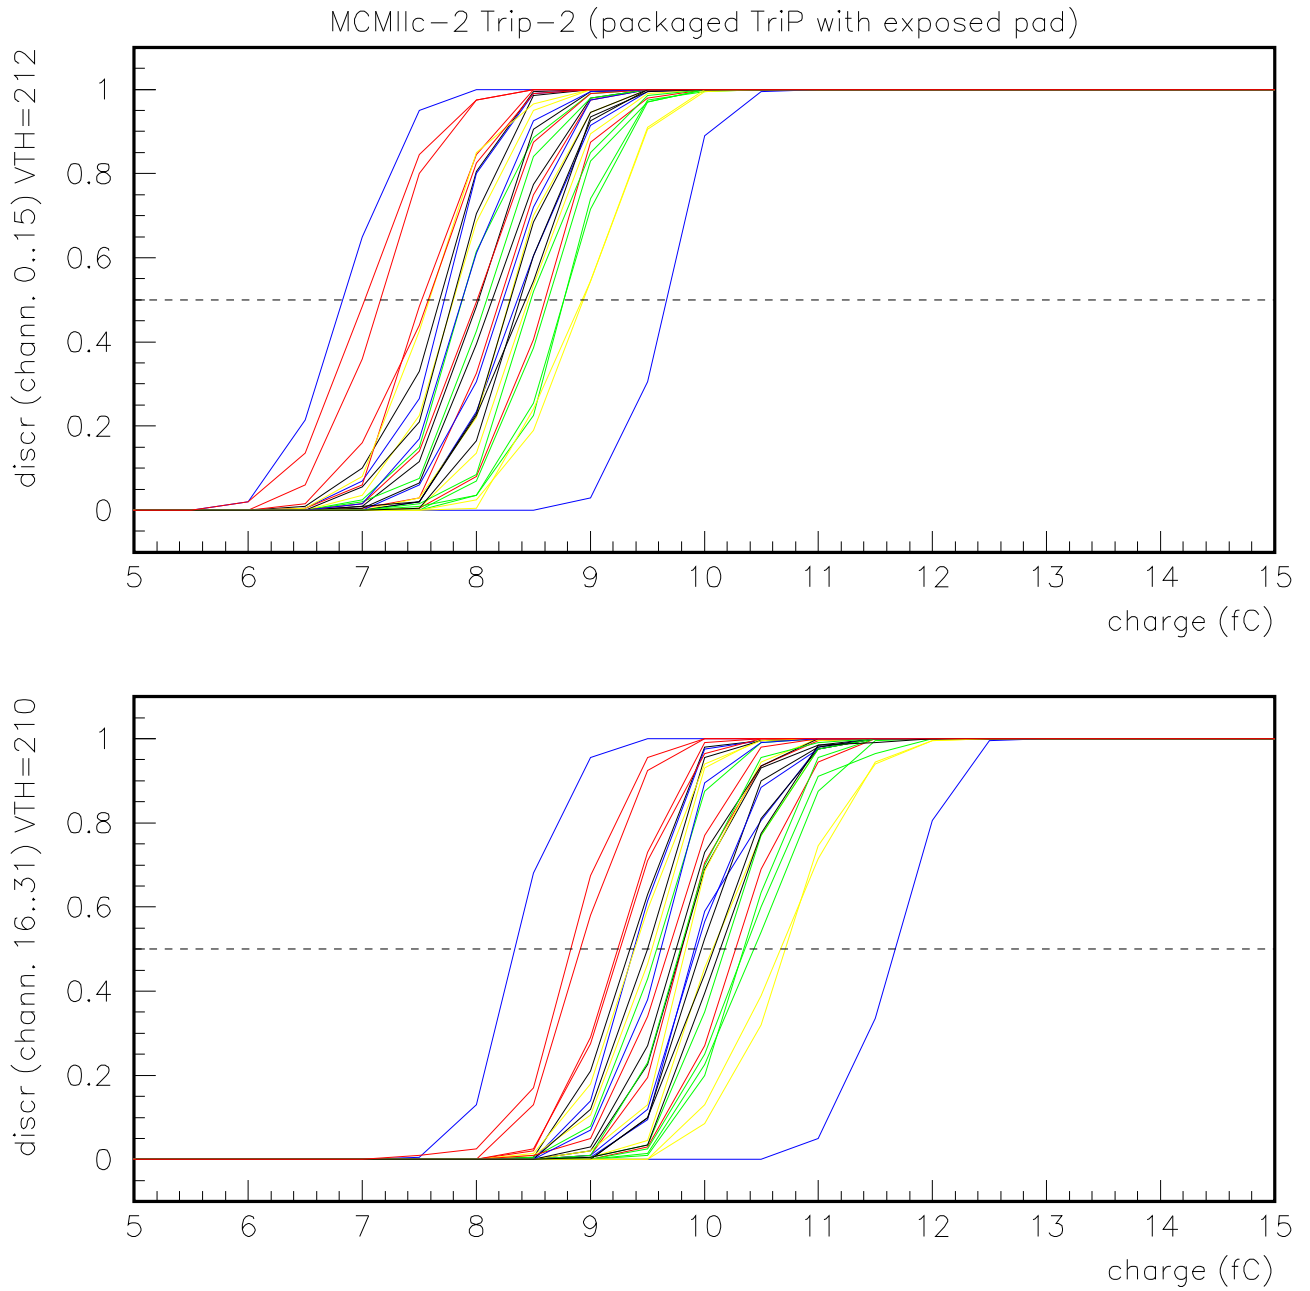 MCMIIc-2 Trip-2 (packaged TriP with exposed pad)
discr (chann. 0..15) VTH=212
1
0.8
0.6
0.4
0.2
0
5 6 7 8 9 10 11 12 13 14 15
charge (fC)
discr (chann. 16..31) VTH=210
1
0.8
0.6
0.4
0.2
0
5 6 7 8 9 10 11 12 13 14 15
charge (fC)